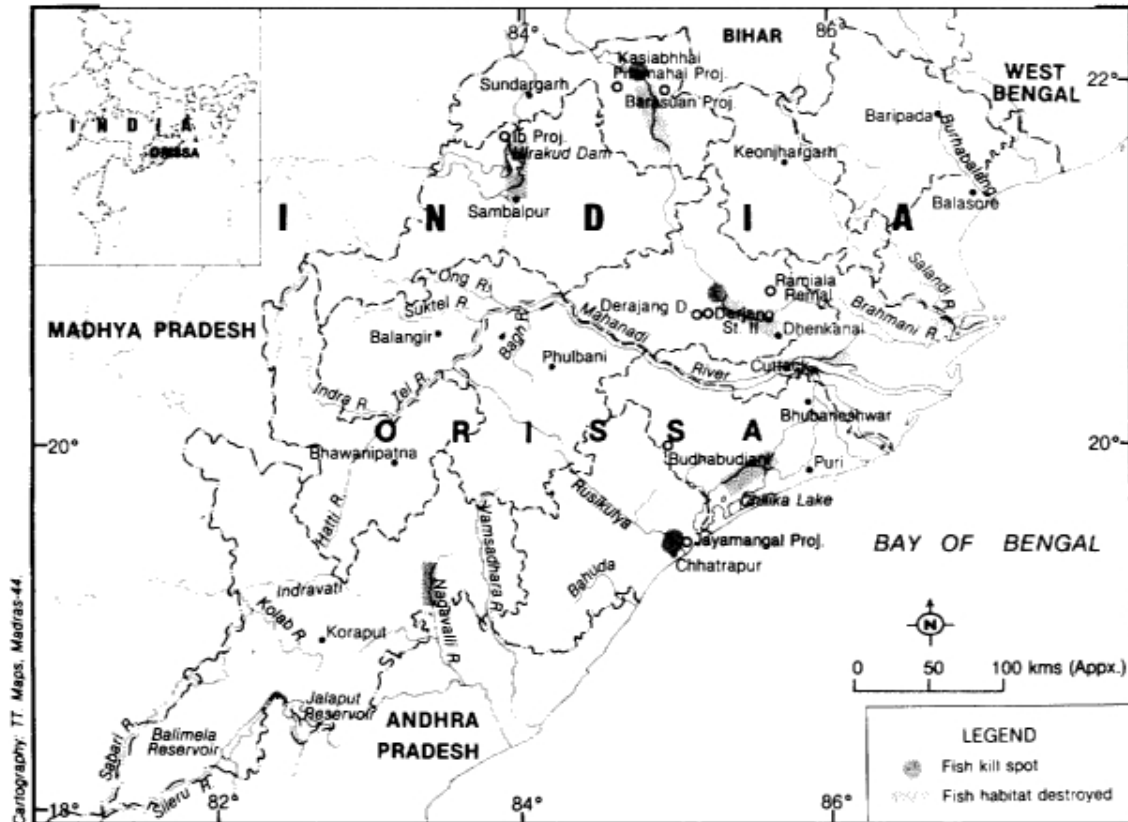 84°
86°
BIHAR
22°
WEST
BENGAL
INDIA
ORISSA
Kasiabhhai
Proj.
Barasuan Proj.
Sundargarh
Ib Proj.
Hirakud Dam
Sambalpur
Baripada
Burhabalang
Keonjhargarh
Balasore
I N D I A
Ong R.
Suktel R.
MADHYA PRADESH
Balangir
Bagh R.
Mahanadi
River
Derajang D
Derjang
St. II
Ramiala
Remal
Dhenkanal
Salandi R.
Brahmani R.
Phulbani
Cuttack
Indra R.
Tel R.
Bhubaneshwar
20°
O R I S S A
20°
Bhawanipatna
Budhabudiani
Puri
Hatti R.
Rusikulya
Chilika Lake
Vamsadhara R.
Jayamangal Proj.
BAY OF BENGAL
Chhatrapur
Bahuda
Indravati
Nagavalli R.
Kolab R.
Koraput
N
0 50 100 kms (Appx.)
Jalaput
Reservoir
ANDHRA
PRADESH
Balimela
Reservoir
Sabari R.
Sileru R.
LEGEND
Fish kill spot
Fish habitat destroyed
18°
82°
84°
86°
18°
Cartography: TT. Maps, Madras-44.